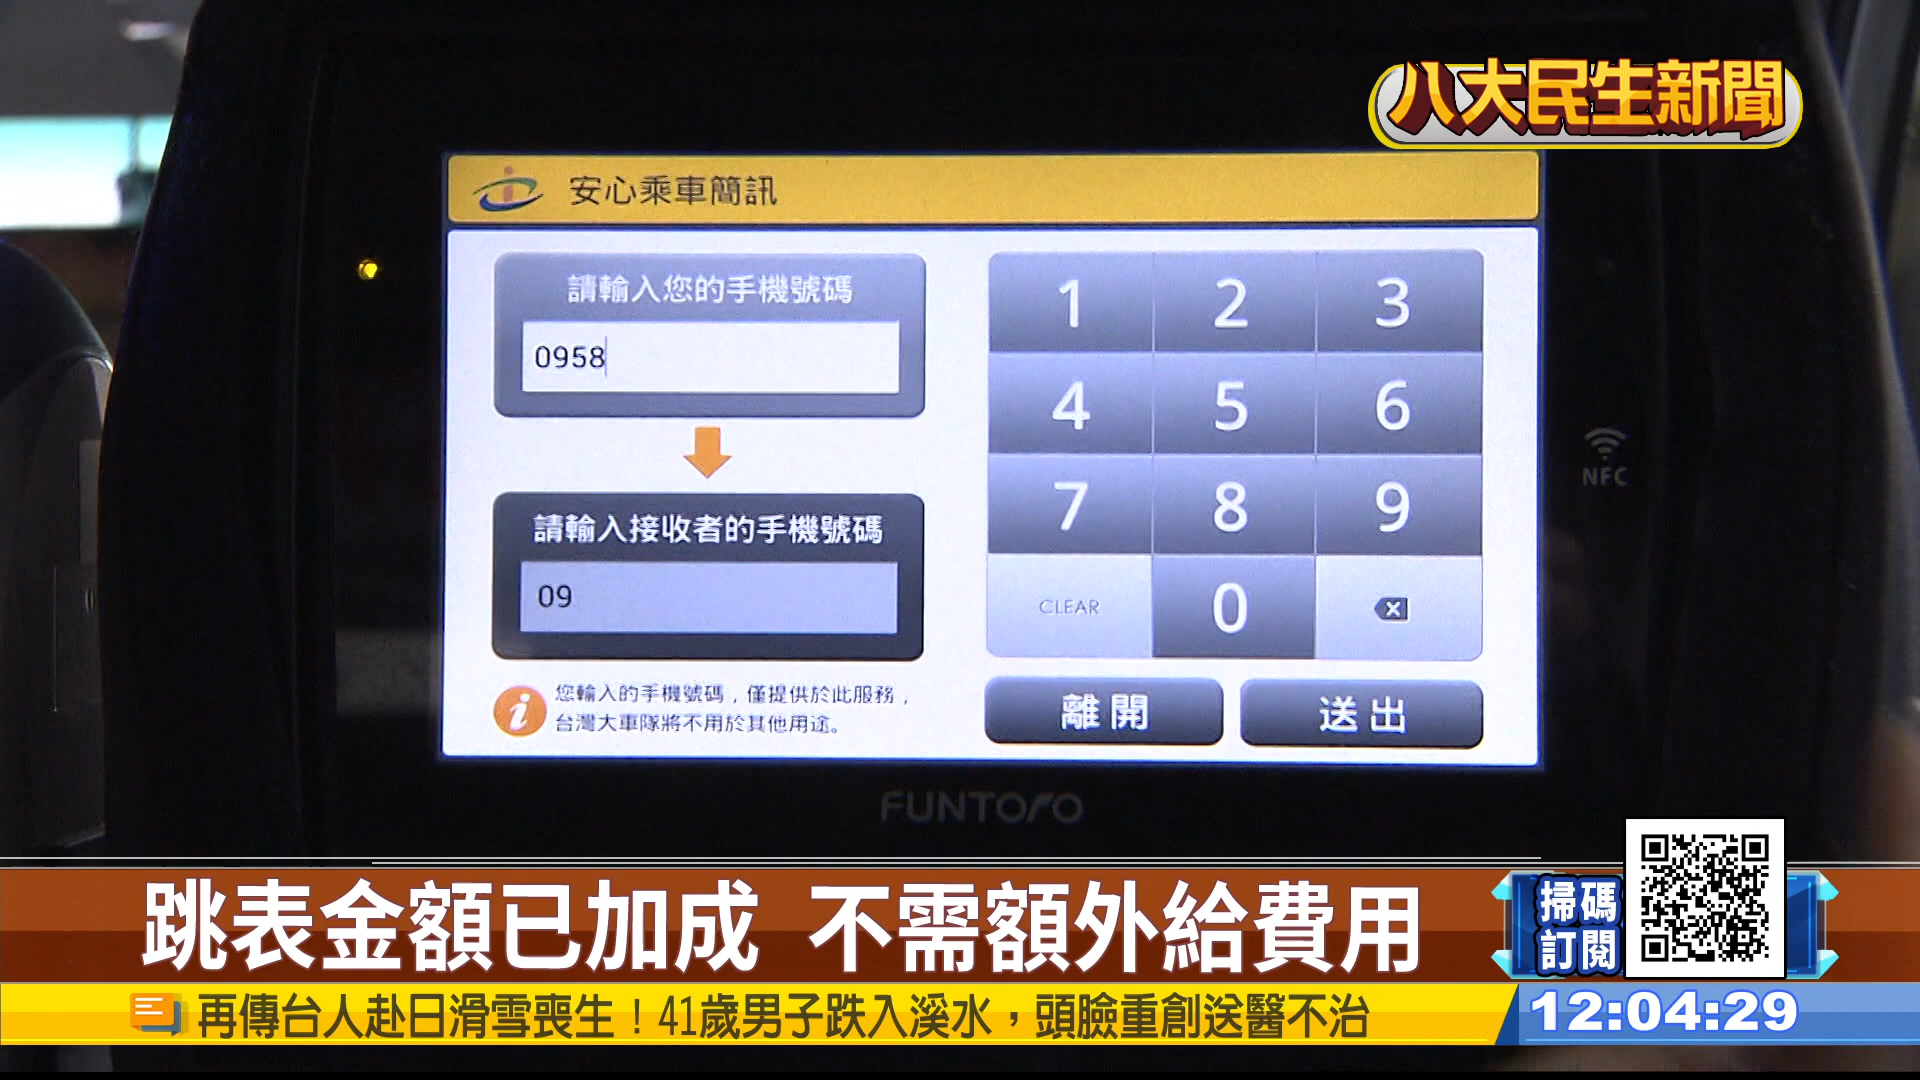 八大民生新聞
安心乘車簡訊
請輸入您的手機號碼
0958
請輸入接收者的手機號碼
09
您輸入的手機號碼，僅提供於此服務，
台灣大車隊將不用於其他用途。
1 2 3
4 5 6
7 8 9
CLEAR 0
離開 送出
NFC
FUNTORO
跳表金額已加成 不需額外給費用
掃碼
訂閱
再傳台人赴日滑雪喪生！41歲男子跌入溪水，頭臉重創送醫不治
12:04:29